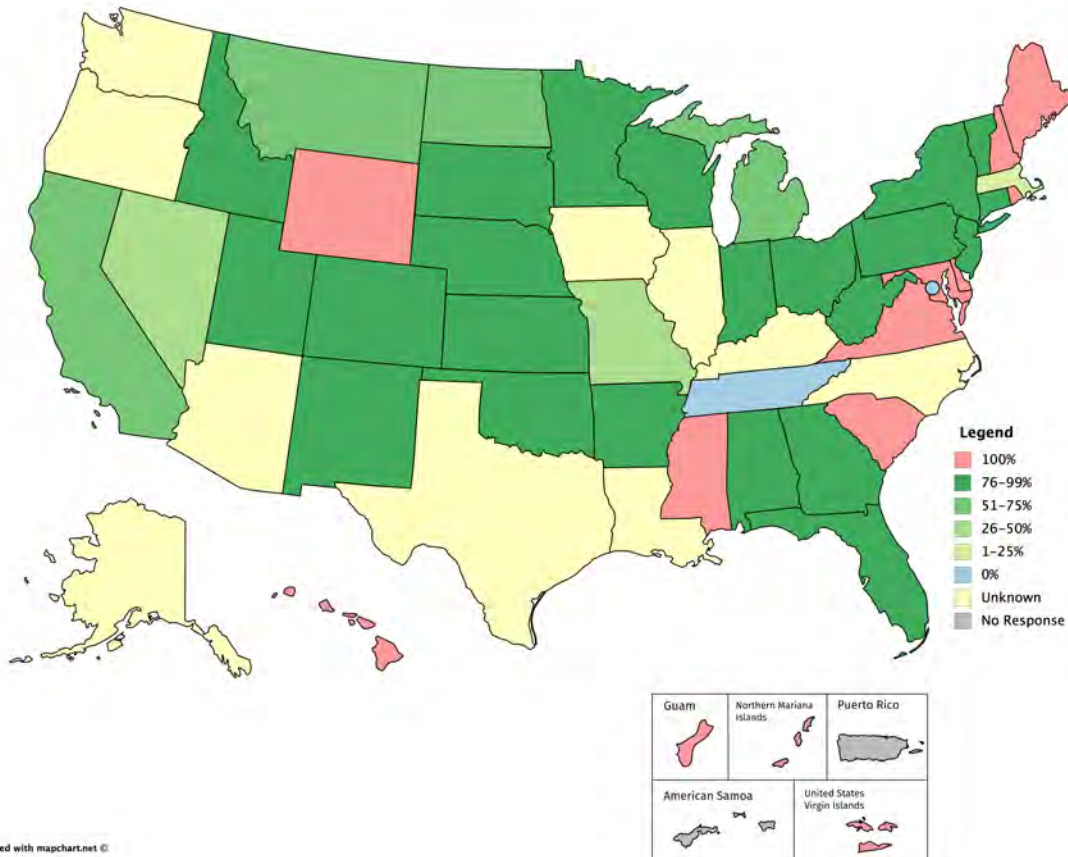 Legend
100%
76-99%
51-75%
26-50%
1-25%
0%
Unknown
No Response
Guam
Northern Mariana
Islands
Puerto Rico
American Samoa
United States
Virgin Islands
ed with mapchart.net ©